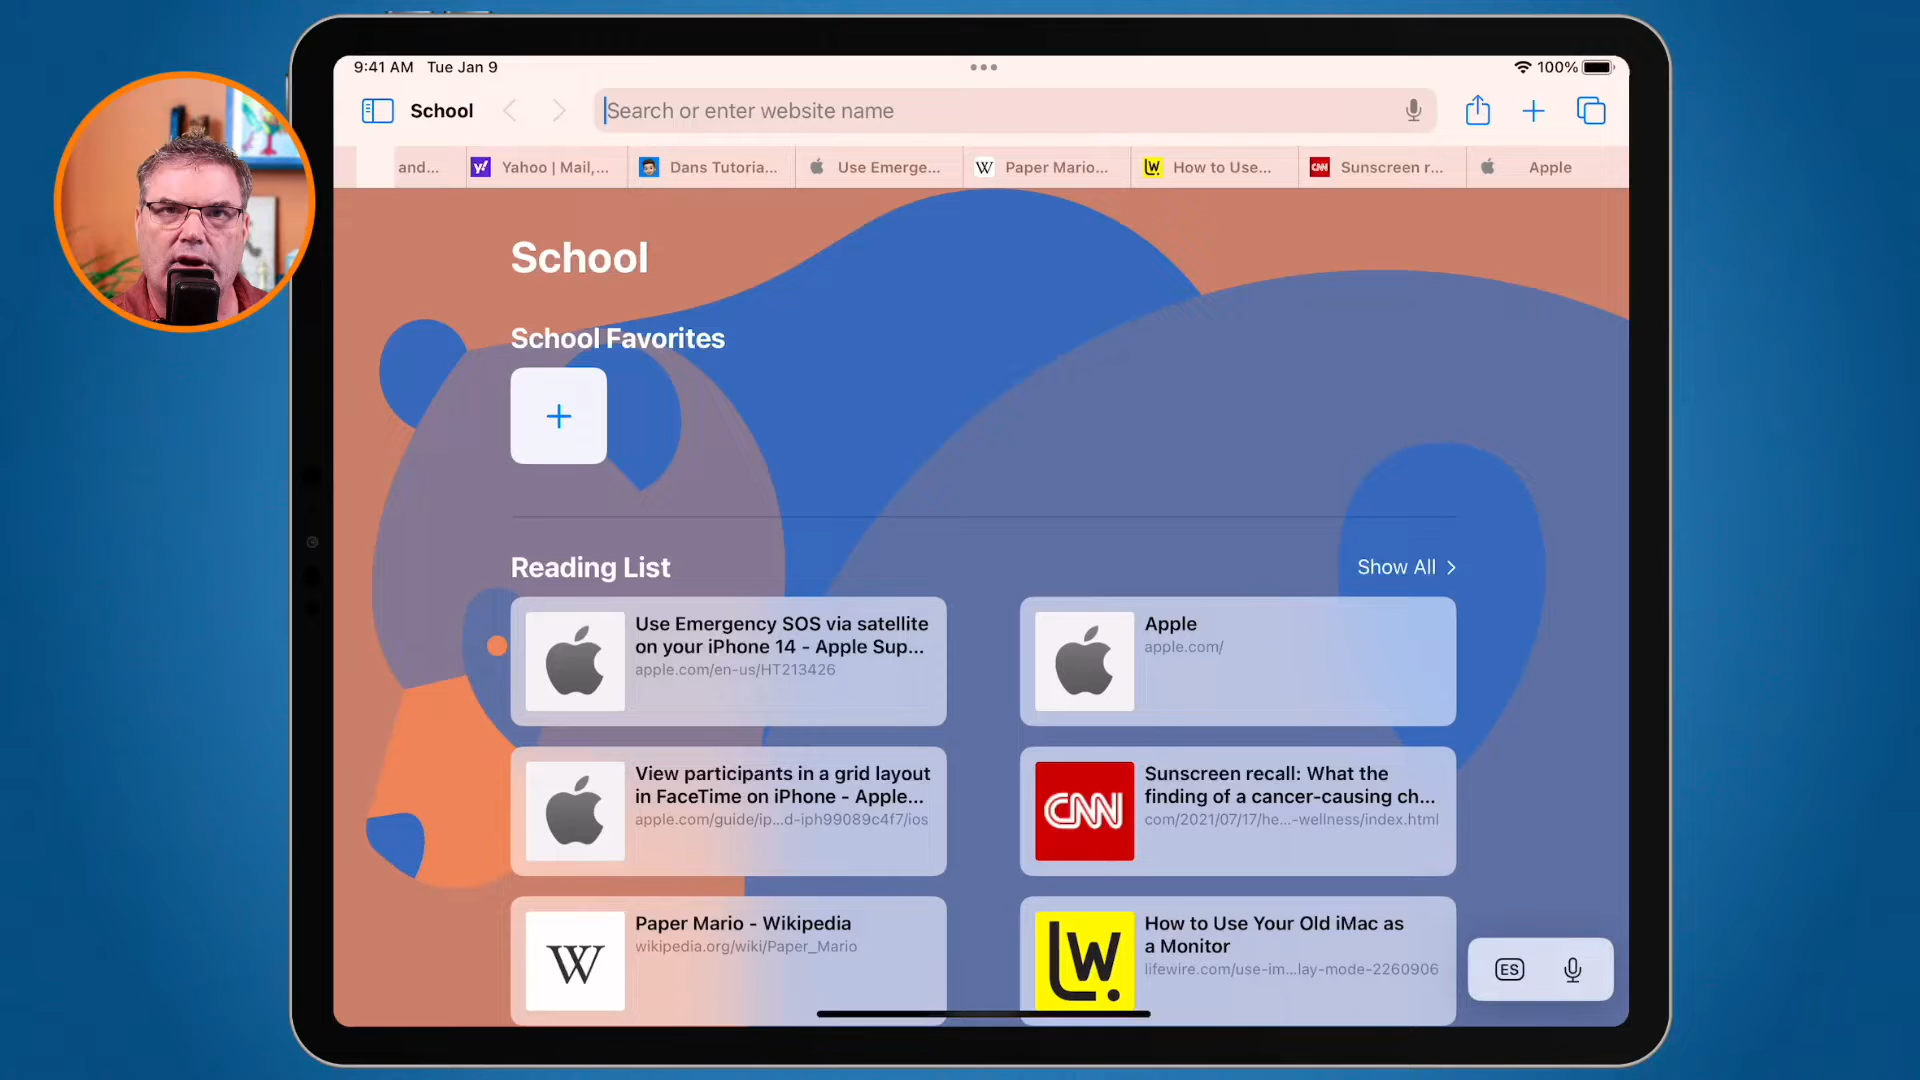 9:41 AM Tue Jan 9
100%
School
Search or enter website name
and...
Yahoo | Mail,...
Dans Tutoria...
Use Emerge...
W
Paper Mario...
LW.
How to Use...
CNN
Sunscreen r...
Apple
School
School Favorites
Reading List
Show All
Use Emergency SOS via satellite
on your iPhone 14 - Apple Sup...
apple.com/en-us/HT213426
Apple
apple.com/
View participants in a grid layout
in FaceTime on iPhone - Apple...
apple.com/guide/ip...d-iph99089c4f7/ios
CNN
Sunscreen recall: What the
finding of a cancer-causing ch...
com/2021/07/17/he...-wellness/index.html
W
Paper Mario - Wikipedia
wikipedia.org/wiki/Paper_Mario
LW.
How to Use Your Old iMac as
a Monitor
lifewire.com/use-im...lay-mode-2260906
ES